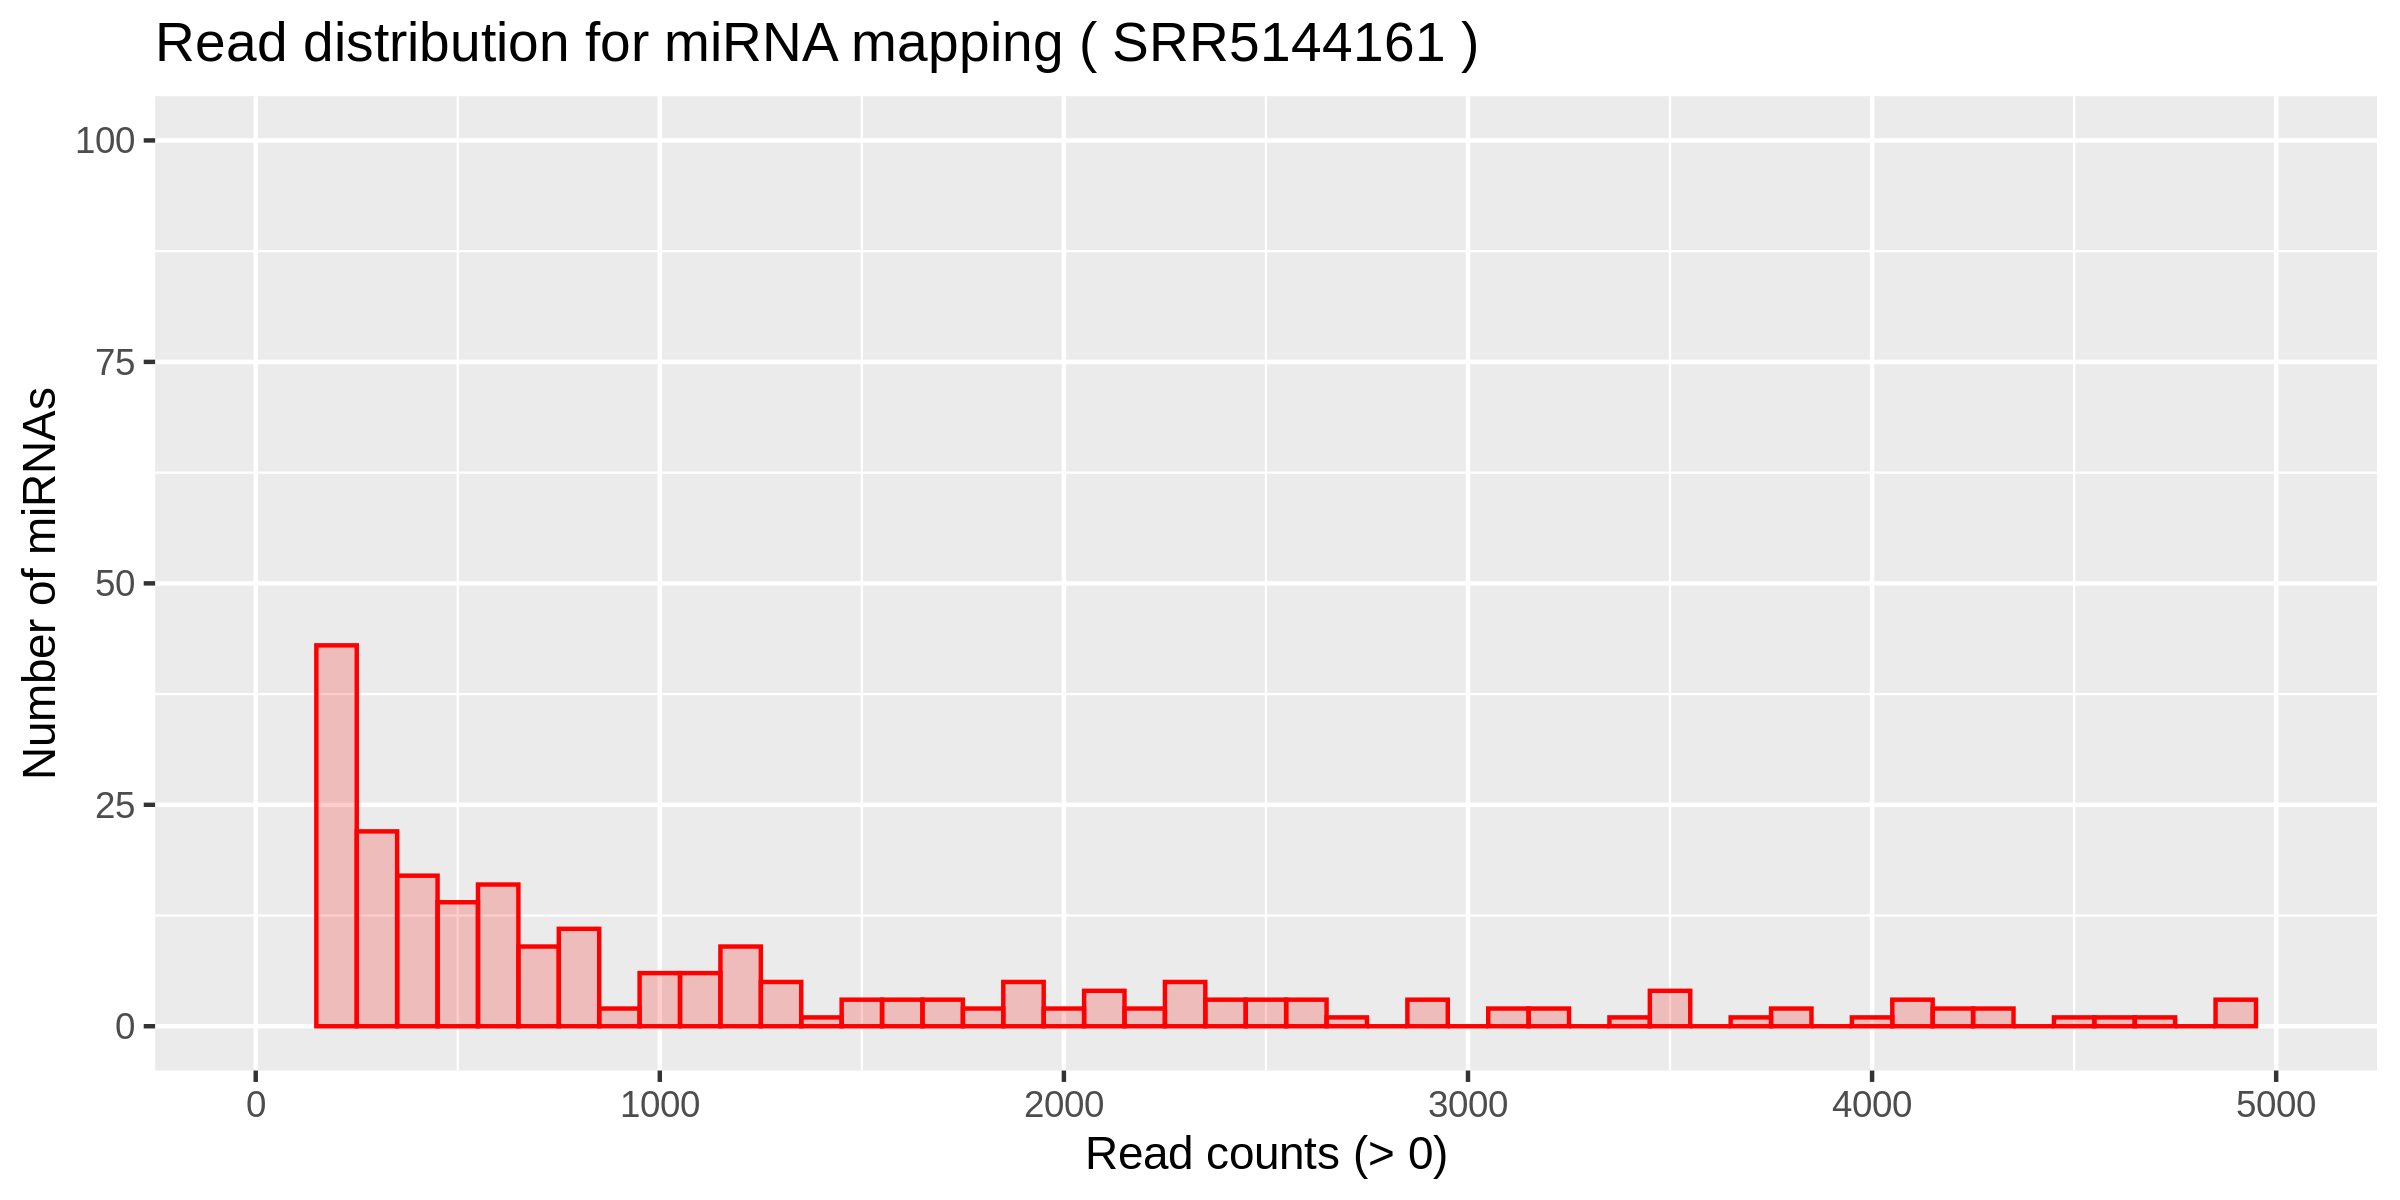 Read distribution for miRNA mapping ( SRR5144161 )
100
75
50
25
0
Number of miRNAs
0 1000 2000 3000 4000 5000
Read counts (> 0)